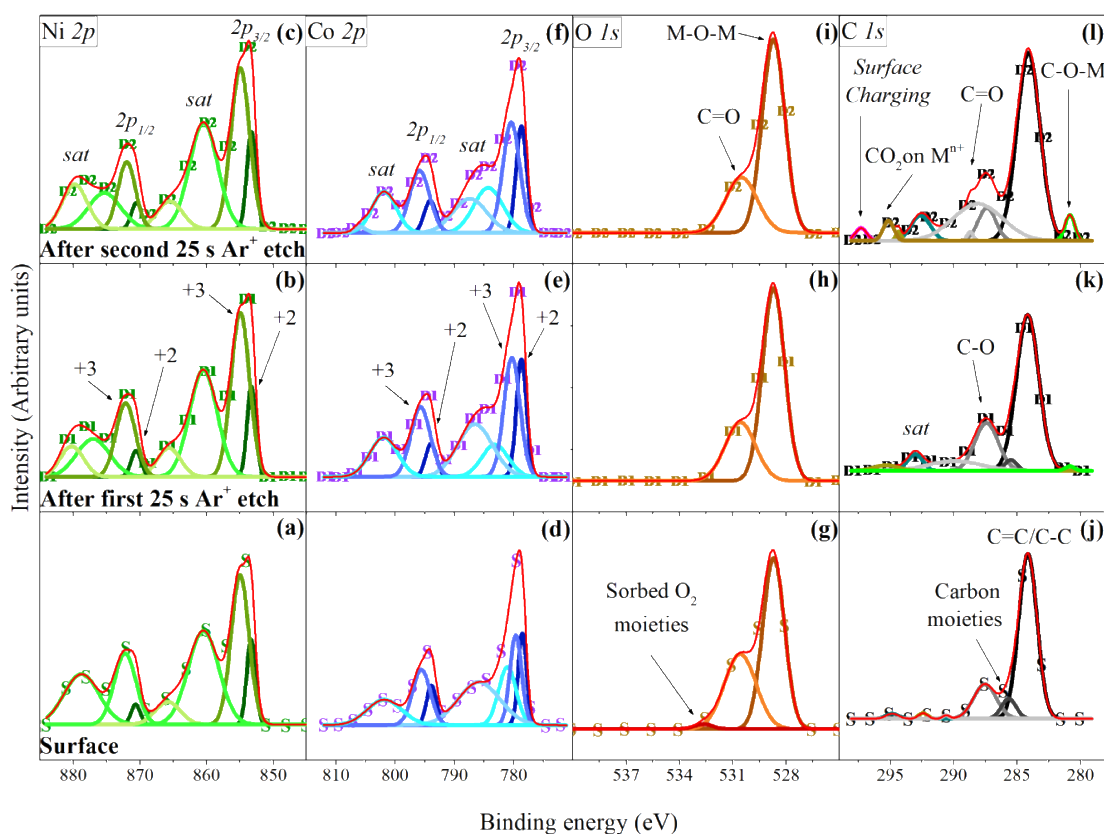 Ni 2p
(c)
2p3/2
sat
2p1/2
sat
After second 25 s Ar+ etch
Co 2p
(f)
2p3/2
sat
2p1/2
sat
O 1s
(i)
M-O-M
C=O
C 1s
(l)
Surface
Charging
C=O
C-O-M
CO2 on Mn+
(b)
+3
+2
+3
+2
After first 25 s Ar+ etch
(e)
+3
+2
+3
+2
(h)
(k)
C-O
sat
(a)
Surface
(d)
(g)
Sorbed O2
moieties
(j)
C=C/C-C
Carbon
moieties
Intensity (Arbitrary units)
880 870 860 850 810 800 790 780 537 534 531 528 295 290 285 280
Binding energy (eV)